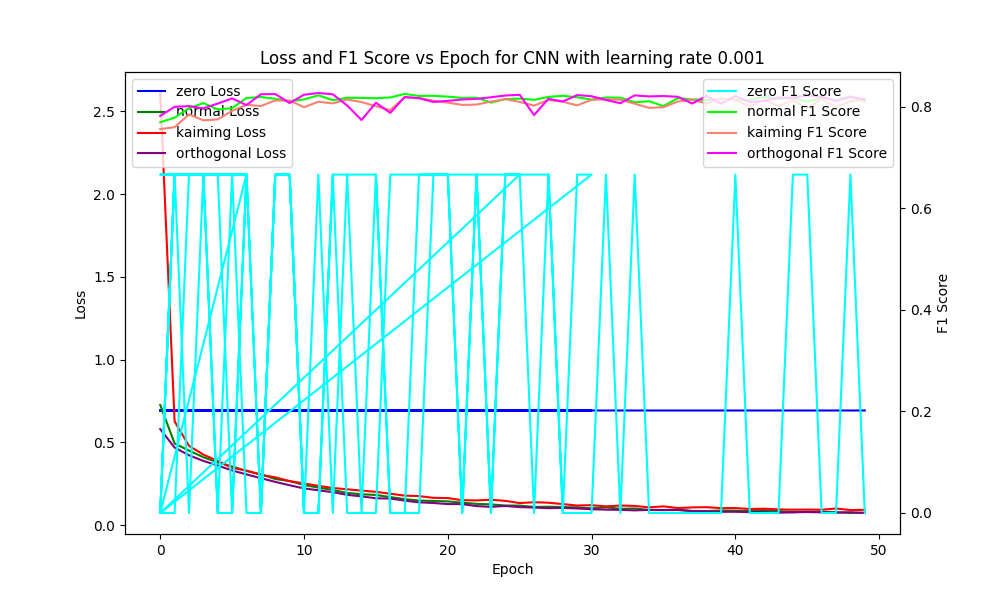 Loss and F1 Score vs Epoch for CNN with learning rate 0.001
zero Loss
normal Loss
kaiming Loss
orthogonal Loss
zero F1 Score
normal F1 Score
kaiming F1 Score
orthogonal F1 Score
2.5
2.0
1.5
1.0
0.5
0.0
Loss
0.8
0.6
0.4
0.2
0.0
F1 Score
0 10 20 30 40 50
Epoch